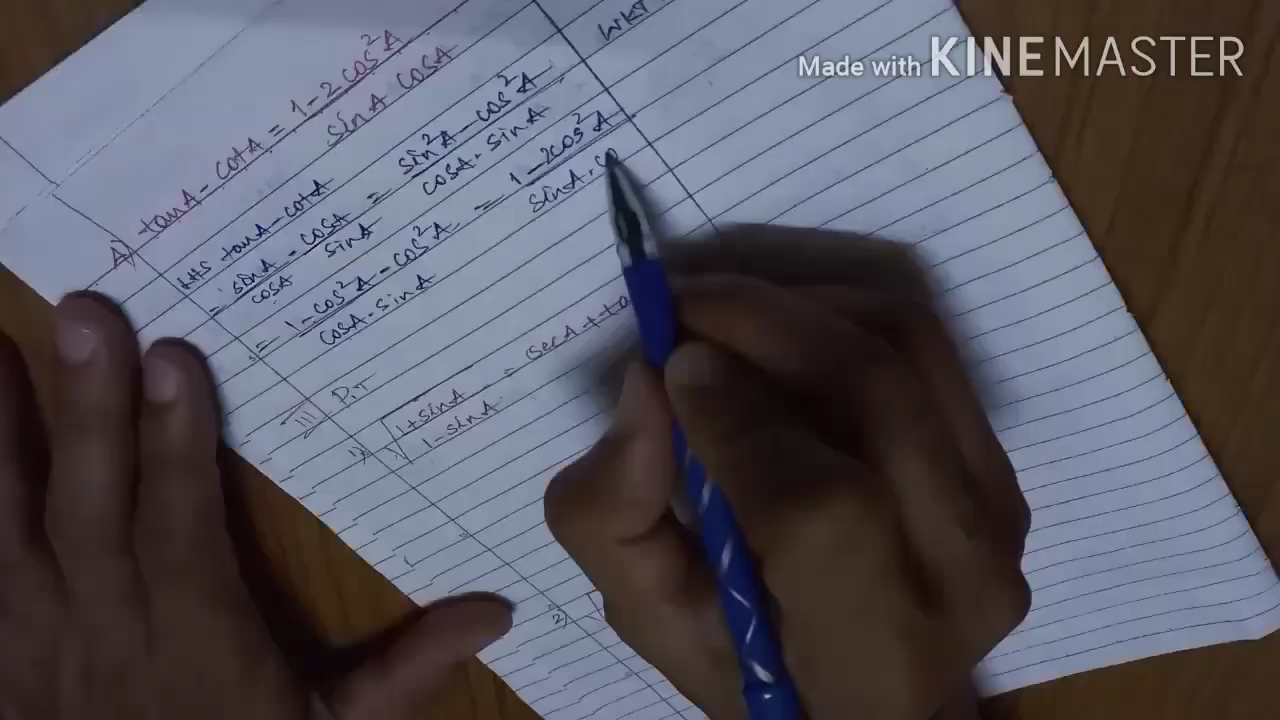 Made with KINEMASTER
WKT
A) tanA - cotA = 1 - 2cos²A / sinA cosA
LHS tanA - cotA
= sinA / cosA - cosA / sinA = sin²A - cos²A / cosA . sinA
= 1 - cos²A - cos²A / cosA . sinA = 1 - 2cos²A / sinA . co
III) P.T
1) √(1+sinA / 1-sinA) = secA + ta
2)